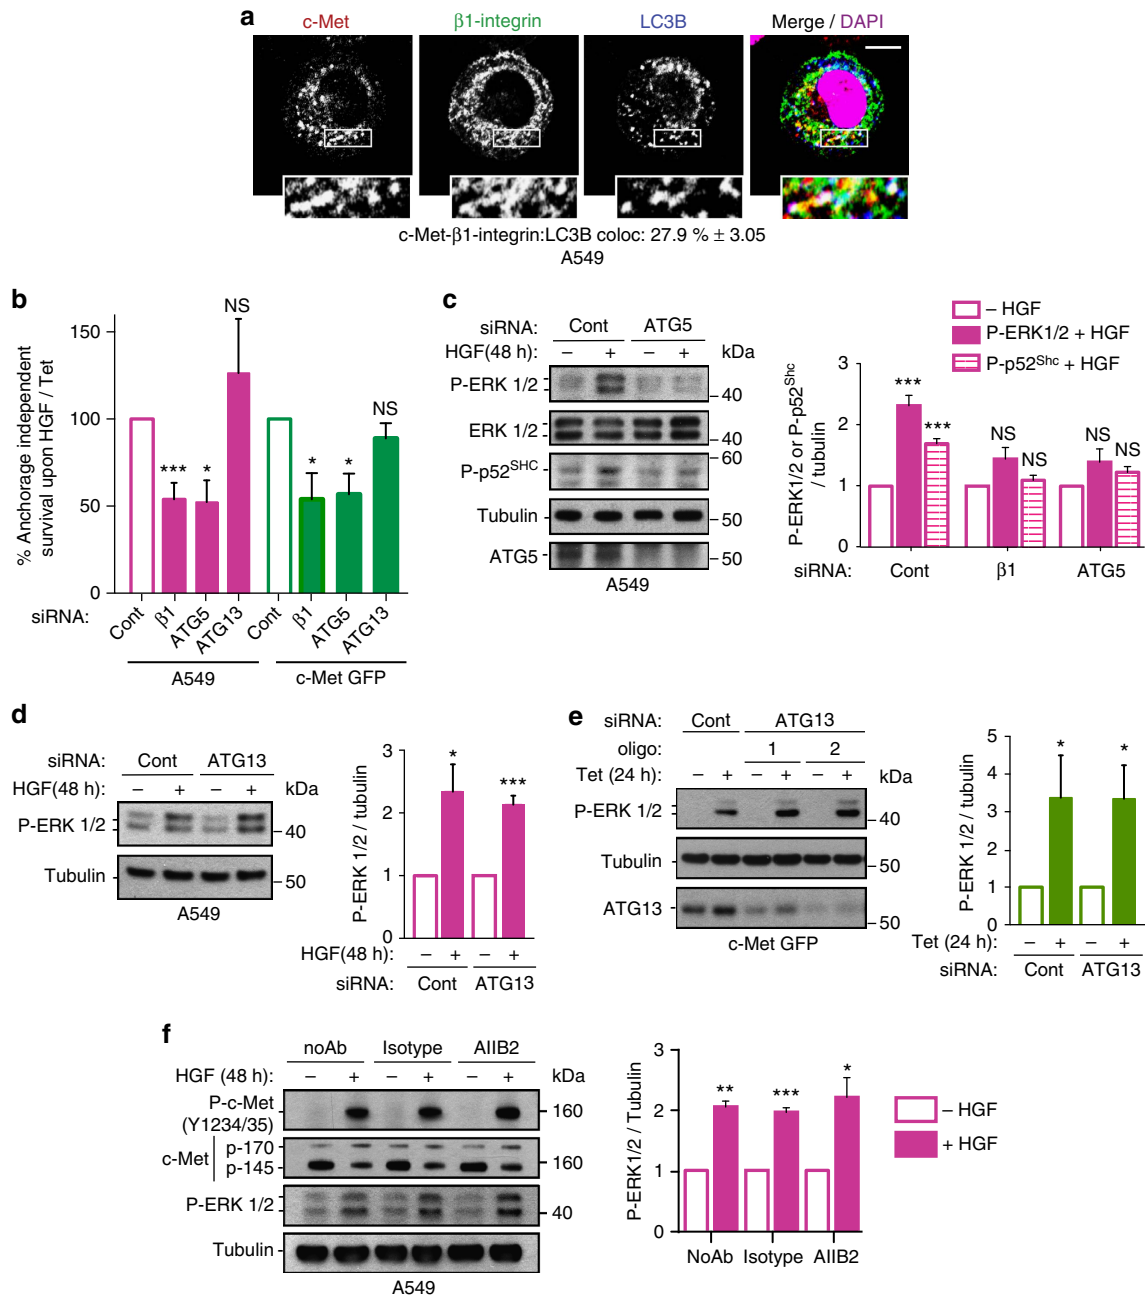 a
c-Met
β1-integrin
LC3B
Merge / DAPI
c-Met-β1-integrin:LC3B coloc: 27.9 % ± 3.05
A549
b
% Anchorage independent
survival upon HGF / Tet
150
100
50
0
*** * NS * * NS
siRNA:
Cont β1 ATG5 ATG13 Cont β1 ATG5 ATG13
A549 c-Met GFP
c
siRNA: Cont ATG5
HGF(48 h): – + – + kDa
P-ERK 1/2 40
ERK 1/2 40
P-p52SHC 60
Tubulin 50
ATG5 50
A549
– HGF
P-ERK1/2 + HGF
P-p52Shc + HGF
P-ERK1/2 or P-p52Shc
/ tubulin
3
2
1
0
*** *** NS NS NS NS
siRNA: Cont β1 ATG5
d
siRNA: Cont ATG13
HGF(48 h): – + – + kDa
P-ERK 1/2 40
Tubulin 50
A549
P-ERK 1/2 / tubulin
3
2
1
0
* ***
HGF(48 h): – + – +
siRNA: Cont ATG13
e
siRNA: Cont ATG13
oligo: 1 2
Tet (24 h): – + – + – + kDa
P-ERK 1/2 40
Tubulin 50
ATG13 50
c-Met GFP
P-ERK 1/2 / tubulin
5
4
3
2
1
0
* *
Tet (24 h): – + – +
siRNA: Cont ATG13
f
noAb Isotype AIIB2
HGF (48 h): – + – + – + kDa
P-c-Met
(Y1234/35) 160
c-Met p-170
p-145 160
P-ERK 1/2 40
Tubulin
A549
P-ERK1/2 / Tubulin
3
2
1
0
** *** *
NoAb Isotype AIIB2
– HGF
+ HGF